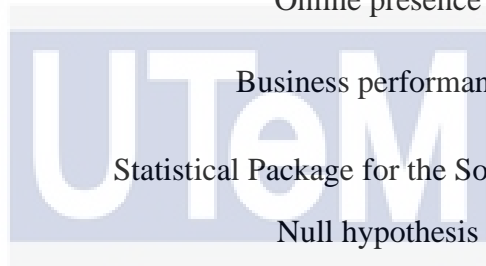 Online presence
Business performan
UTeM
Statistical Package for the So
Null hypothesis